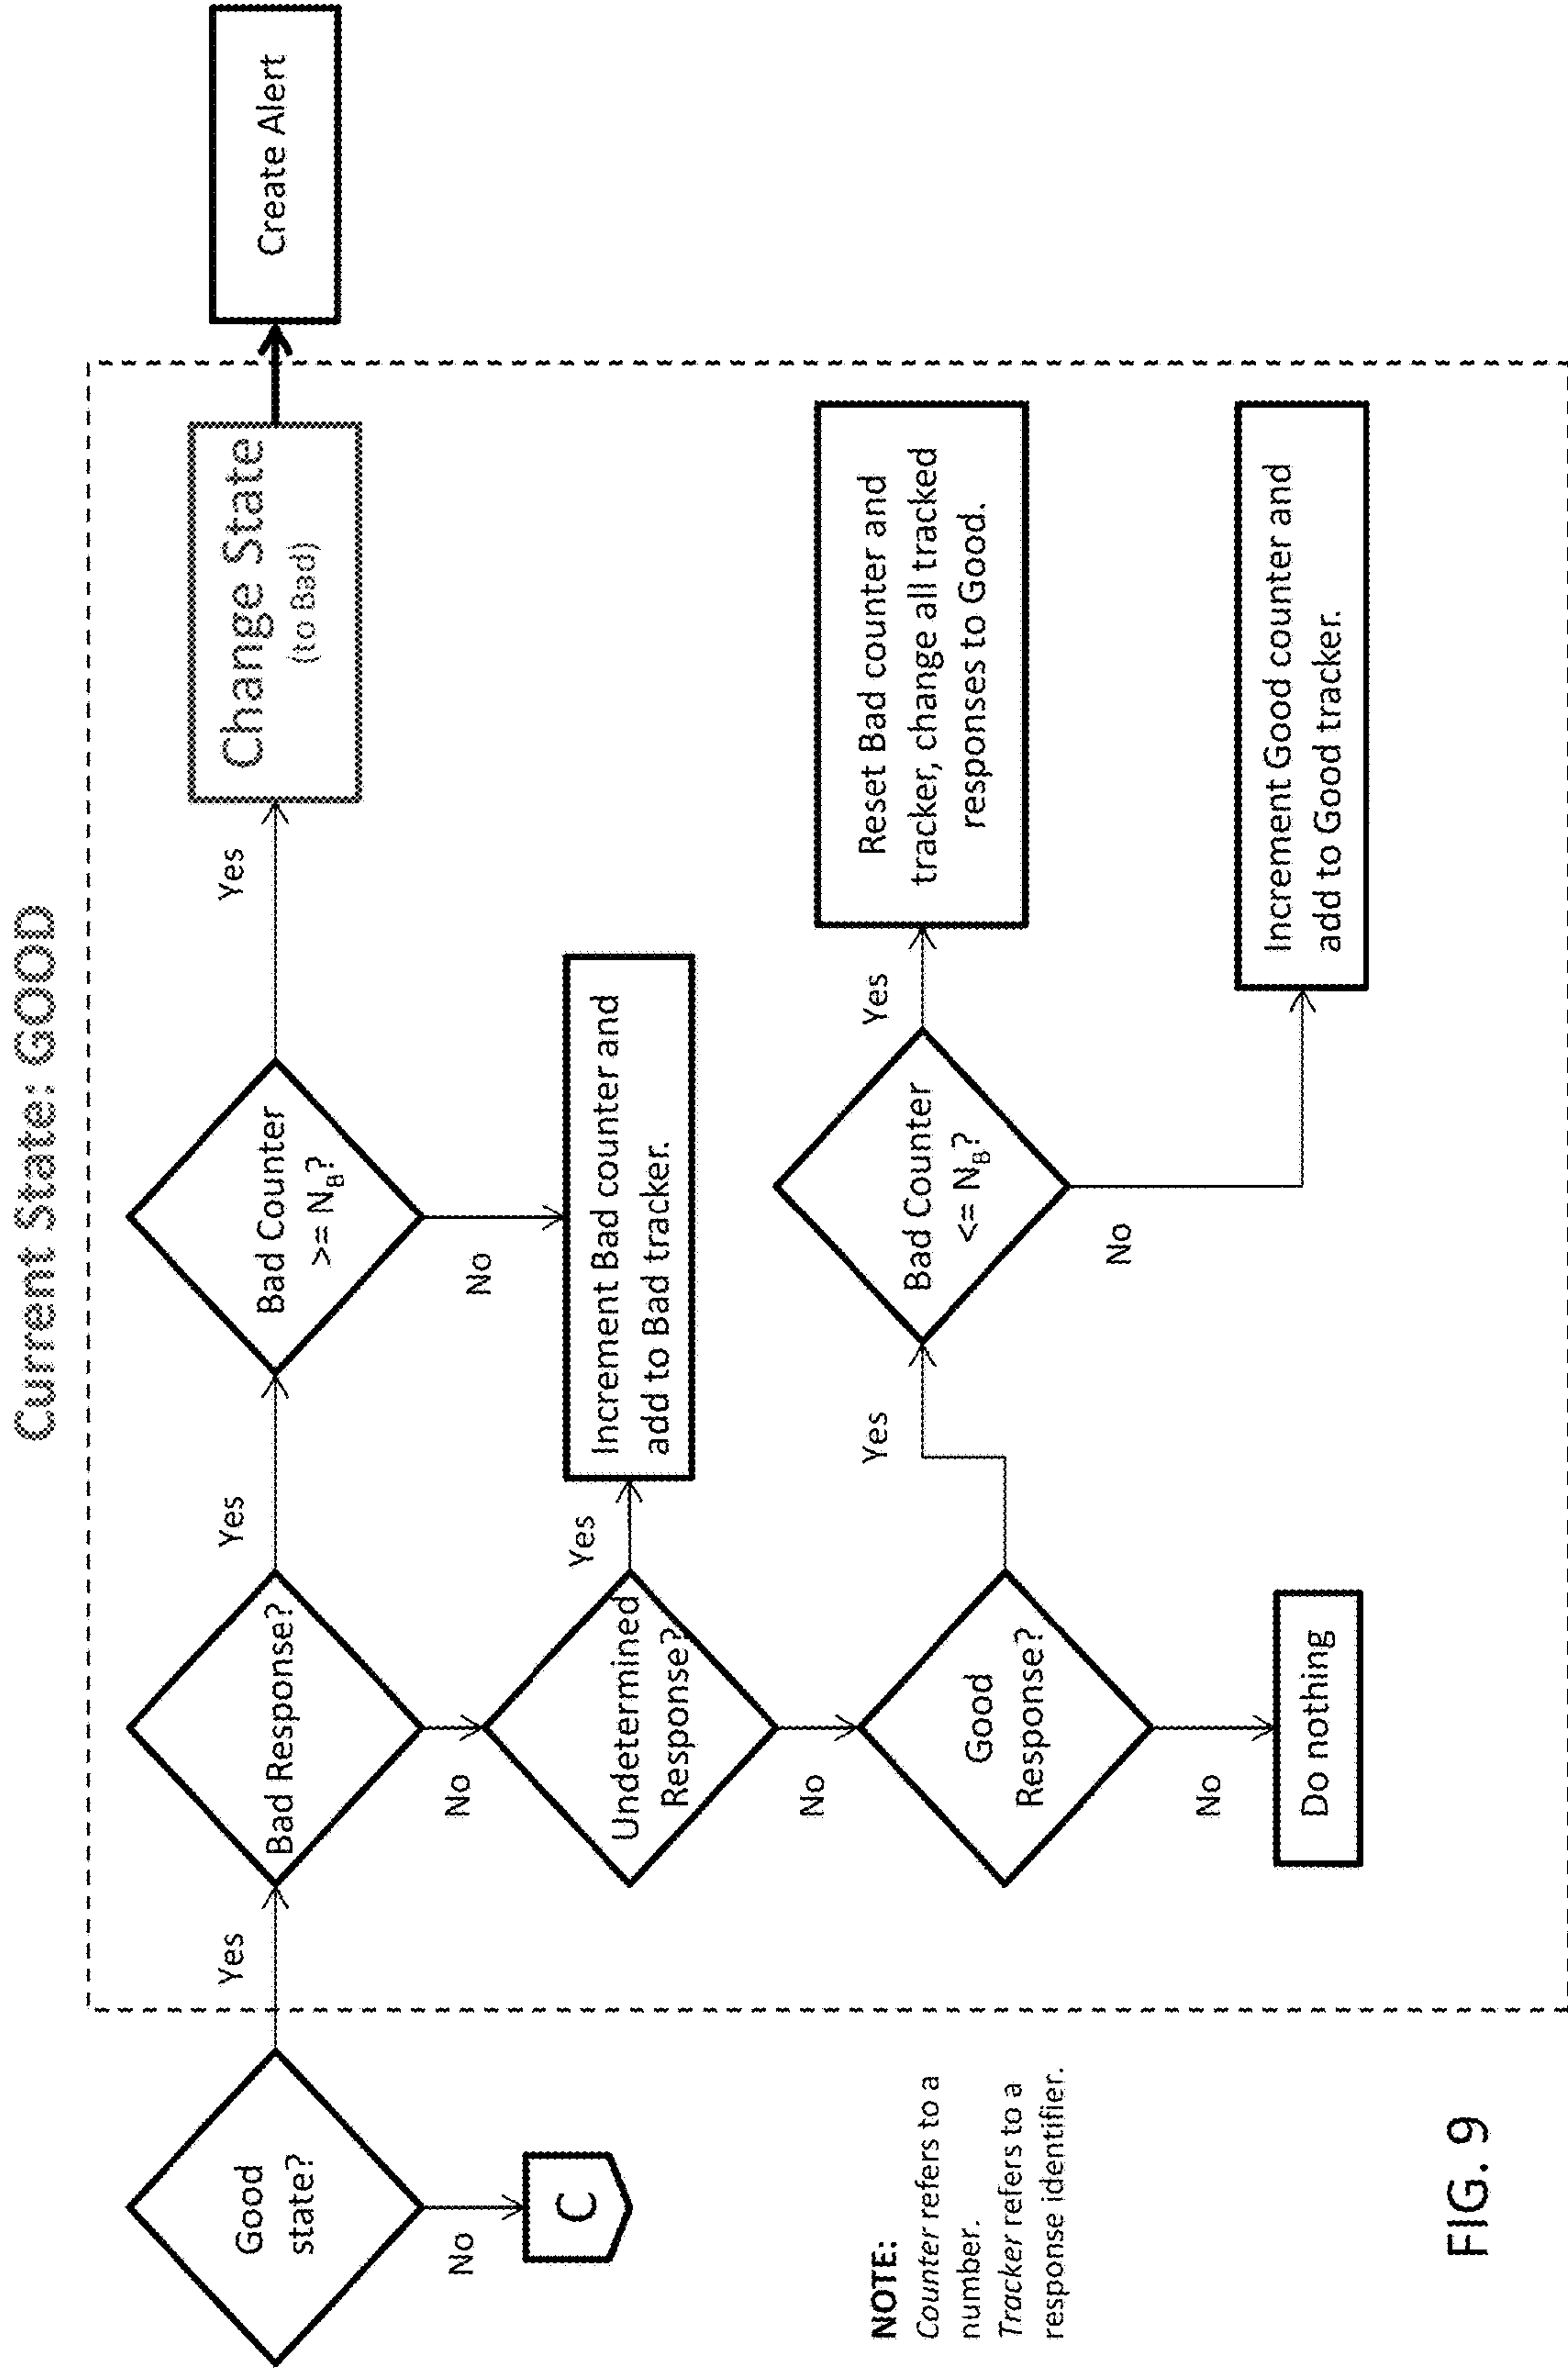 Current State: GOOD
Good
state?
Yes
No
C
Bad Response?
Yes
No
Bad Counter
>= N_B?
Yes
No
Change State
(to Bad)
Create Alert
Undetermined
Response?
Yes
No
Increment Bad counter and
add to Bad tracker.
Good
Response?
Yes
No
Bad Counter
<= N_B?
Yes
No
Reset Bad counter and
tracker, change all tracked
responses to Good.
Increment Good counter and
add to Good tracker.
Do nothing
NOTE:
Counter refers to a
number.
Tracker refers to a
response identifier.
FIG. 9